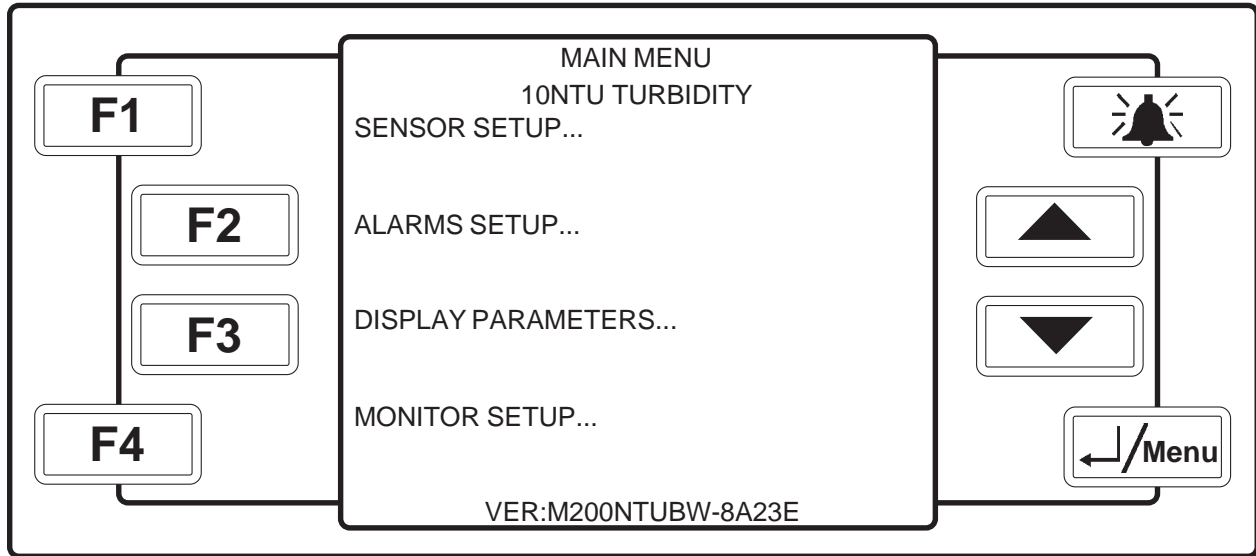 MAIN MENU
10NTU TURBIDITY
F1
SENSOR SETUP...
F2
ALARMS SETUP...
F3
DISPLAY PARAMETERS...
F4
MONITOR SETUP...
/Menu
VER:M200NTUBW-8A23E